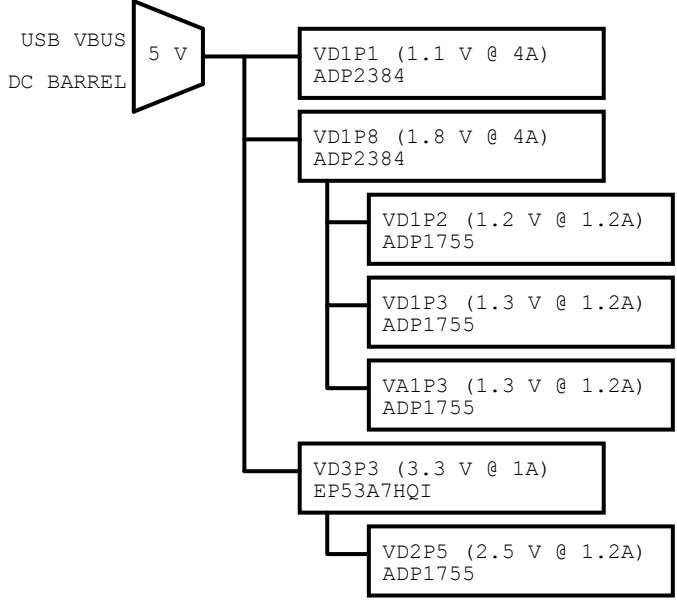 USB VBUS
DC BARREL
5 V
VD1P1 (1.1 V @ 4A)
ADP2384
VD1P8 (1.8 V @ 4A)
ADP2384
VD1P2 (1.2 V @ 1.2A)
ADP1755
VD1P3 (1.3 V @ 1.2A)
ADP1755
VA1P3 (1.3 V @ 1.2A)
ADP1755
VD3P3 (3.3 V @ 1A)
EP53A7HQI
VD2P5 (2.5 V @ 1.2A)
ADP1755